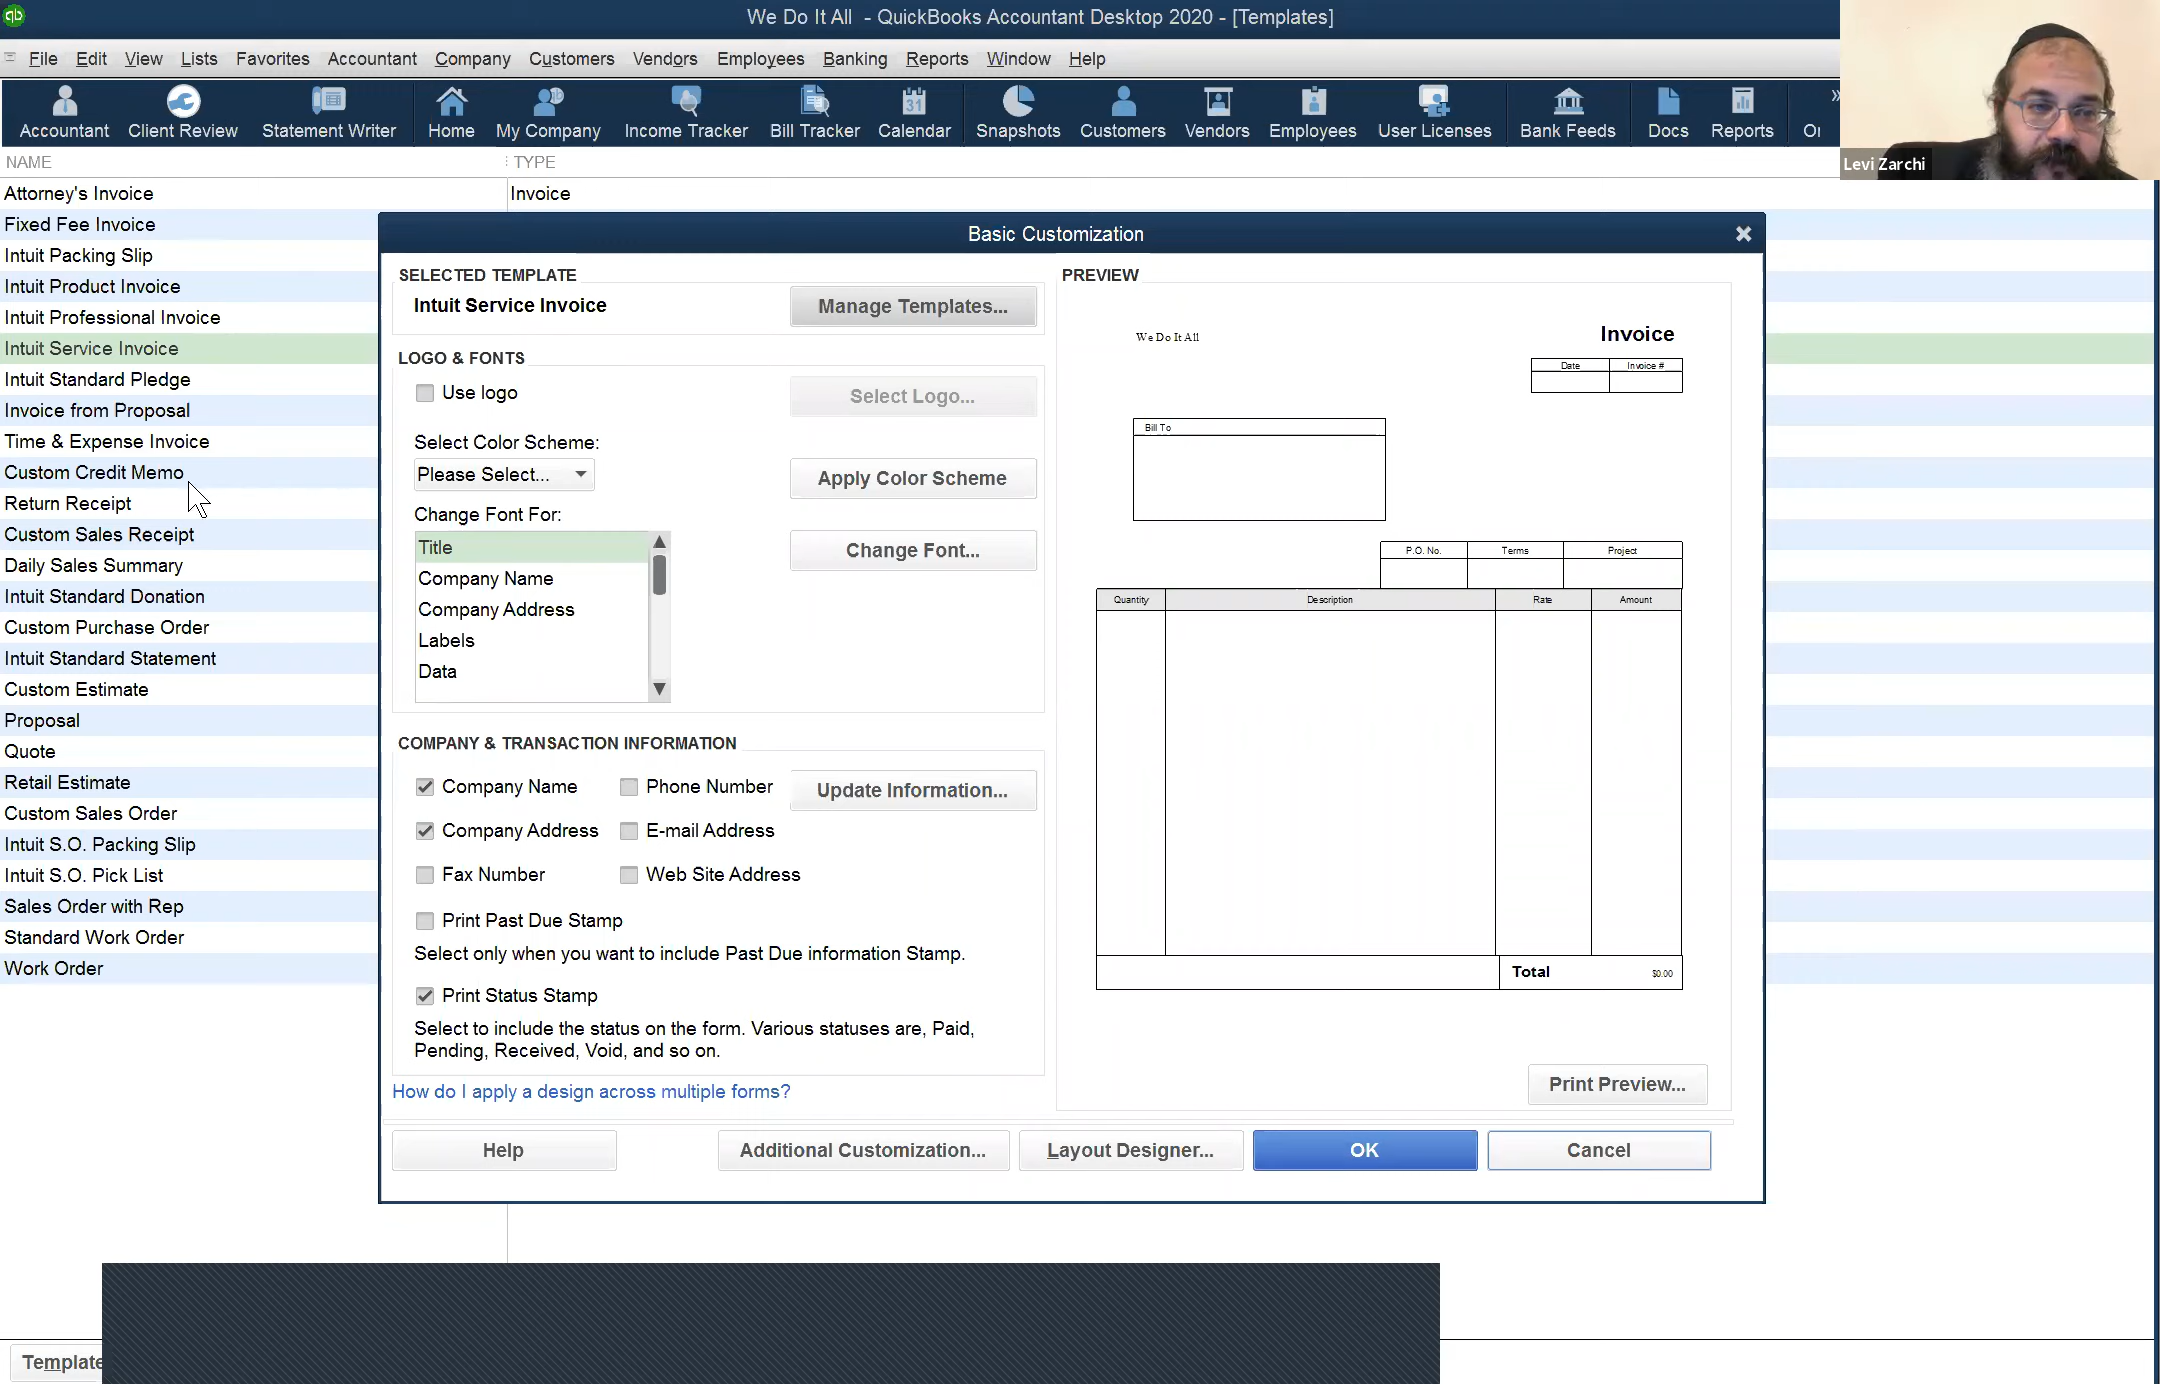 qb
We Do It All - QuickBooks Accountant Desktop 2020 - [Templates]
File Edit View Lists Favorites Accountant Company Customers Vendors Employees Banking Reports Window Help
Accountant Client Review Statement Writer Home My Company Income Tracker Bill Tracker 31 Calendar Snapshots Customers Vendors Employees User Licenses Bank Feeds Docs Reports »
Levi Zarchi
NAME TYPE
Attorney's Invoice Invoice
Fixed Fee Invoice
Intuit Packing Slip
Intuit Product Invoice
Intuit Professional Invoice
Intuit Service Invoice
Intuit Standard Pledge
Invoice from Proposal
Time & Expense Invoice
Custom Credit Memo
Return Receipt
Custom Sales Receipt
Daily Sales Summary
Intuit Standard Donation
Custom Purchase Order
Intuit Standard Statement
Custom Estimate
Proposal
Quote
Retail Estimate
Custom Sales Order
Intuit S.O. Packing Slip
Intuit S.O. Pick List
Sales Order with Rep
Standard Work Order
Work Order
Template
Basic Customization
SELECTED TEMPLATE
Intuit Service Invoice Manage Templates...
LOGO & FONTS
Use logo Select Logo...
Select Color Scheme:
Please Select... Apply Color Scheme
Change Font For:
Title Change Font...
Company Name
Company Address
Labels
Data
COMPANY & TRANSACTION INFORMATION
Company Name Phone Number Update Information...
Company Address E-mail Address
Fax Number Web Site Address
Print Past Due Stamp
Select only when you want to include Past Due information Stamp.
Print Status Stamp
Select to include the status on the form. Various statuses are, Paid,
Pending, Received, Void, and so on.
How do I apply a design across multiple forms?
PREVIEW
We Do It All Invoice
Date Invoice #
Bill To
P.O. No. Terms Project
Quantity Description Rate Amount
Total $0.00
Print Preview...
Help Additional Customization... Layout Designer... OK Cancel